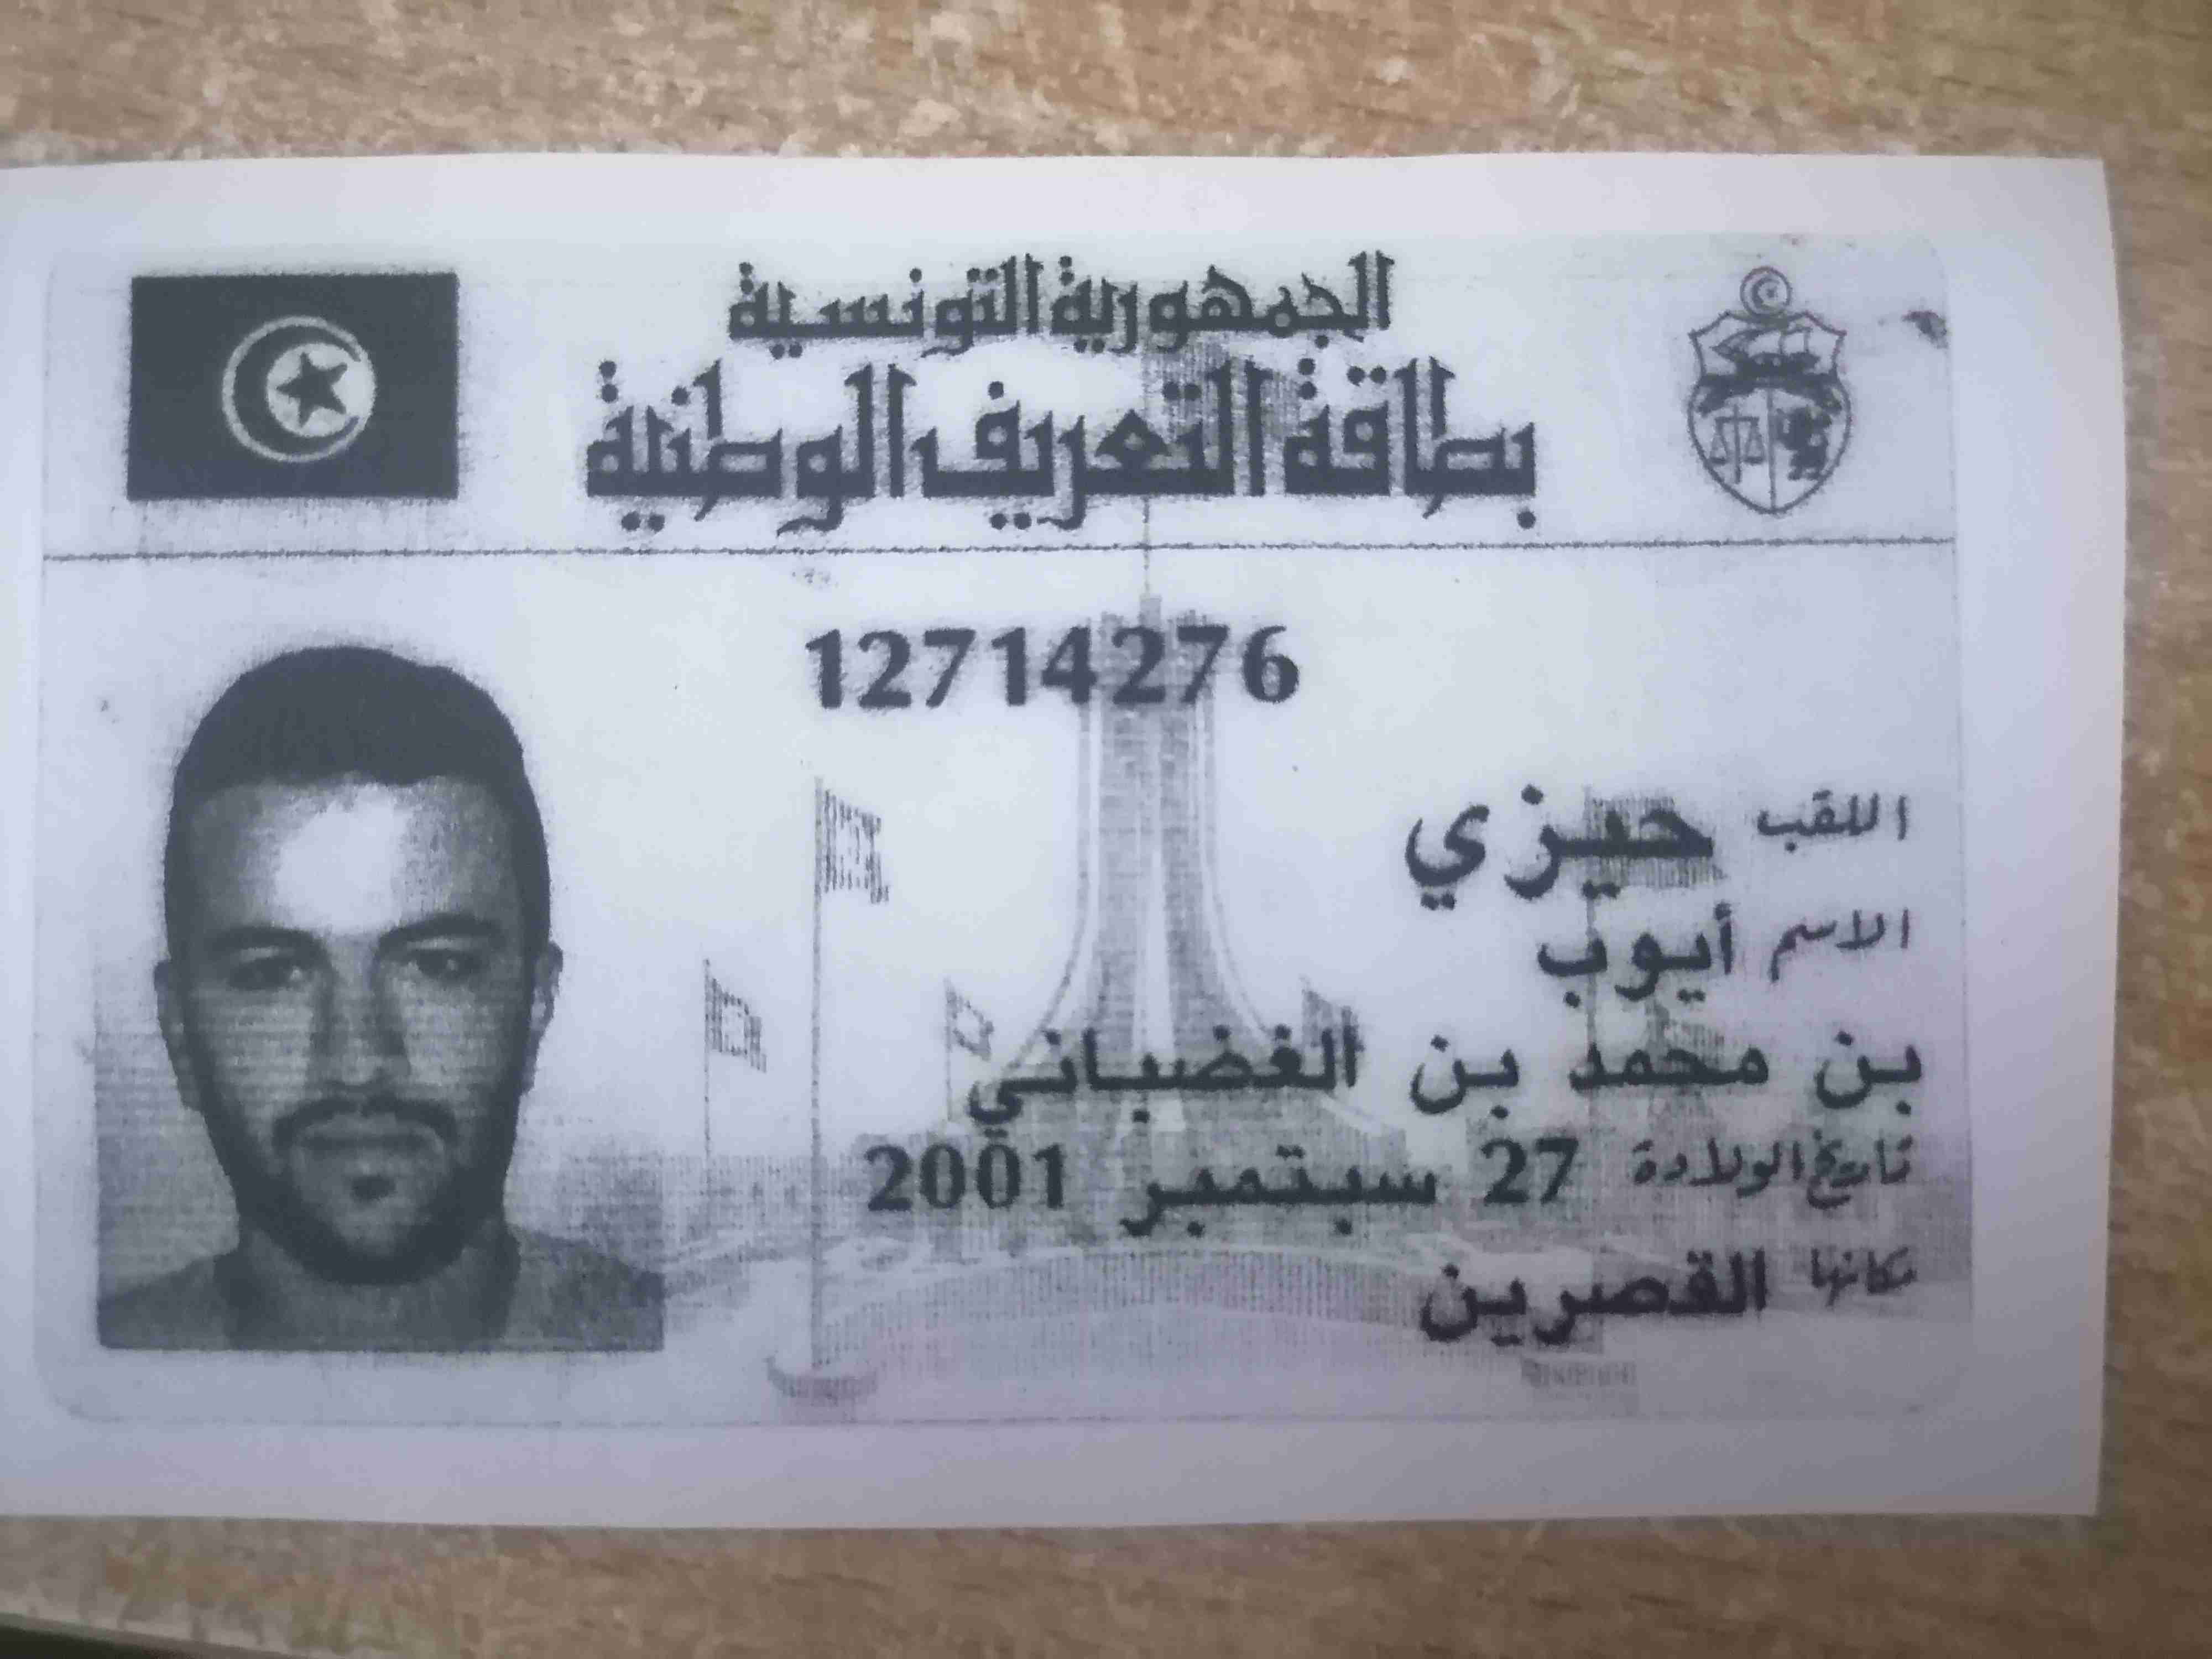 الجمهورية التونسية
بطاقة التعريف الوطنية
12714276
اللقب حيزي
الاسم أيوب
بن محمد بن الغضباني
تاريخ الولادة 27 سبتمبر 2001
مكانها القصرين